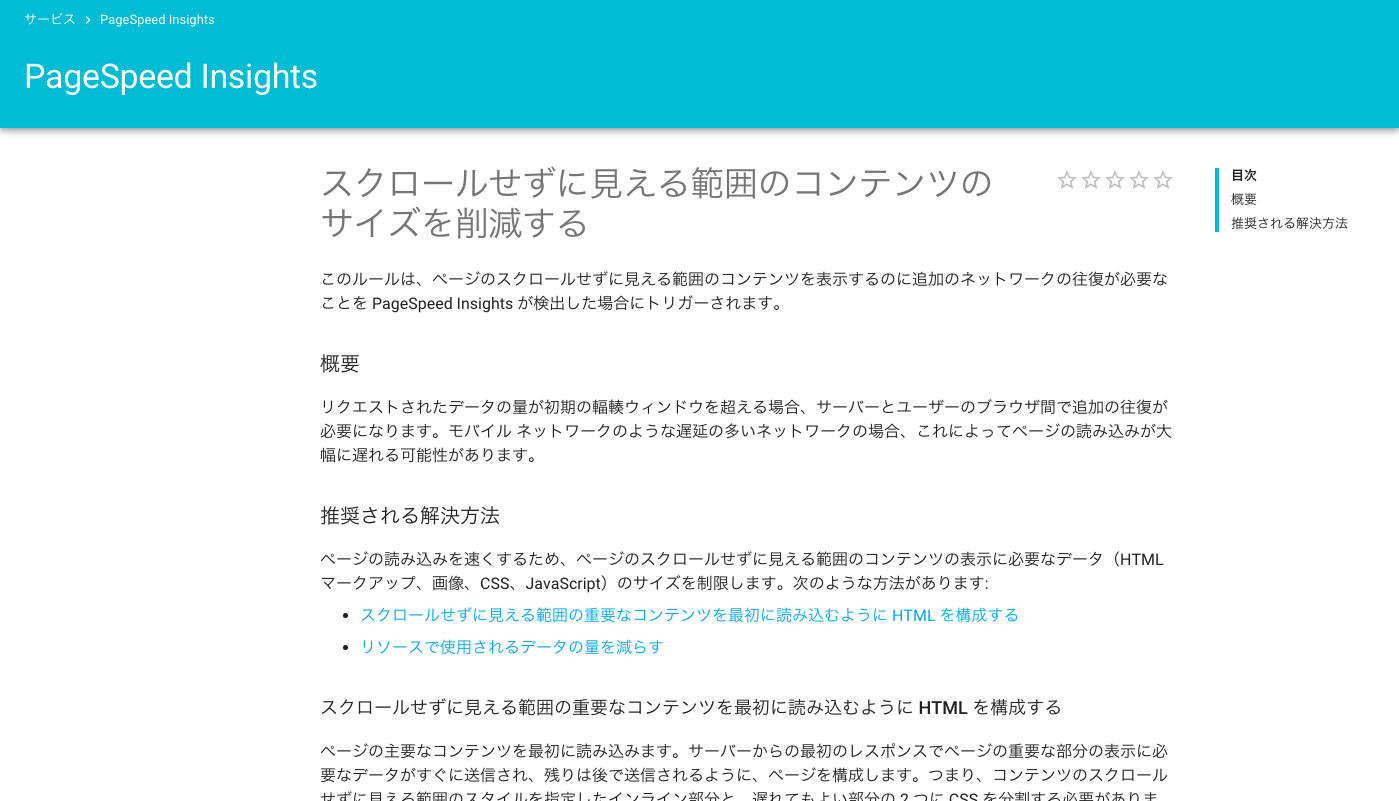 サービス > PageSpeed Insights
PageSpeed Insights
スクロールせずに見える範囲のコンテンツの
サイズを削減する
目次
概要
推奨される解決方法
このルールは、ページのスクロールせずに見える範囲のコンテンツを表示するのに追加のネットワークの往復が必要な
ことを PageSpeed Insights が検出した場合にトリガーされます。
概要
リクエストされたデータの量が初期の輻輳ウィンドウを超える場合、サーバーとユーザーのブラウザ間で追加の往復が
必要になります。モバイル ネットワークのような遅延の多いネットワークの場合、これによってページの読み込みが大
幅に遅れる可能性があります。
推奨される解決方法
ページの読み込みを速くするため、ページのスクロールせずに見える範囲のコンテンツの表示に必要なデータ（HTML
マークアップ、画像、CSS、JavaScript）のサイズを制限します。次のような方法があります:
• スクロールせずに見える範囲の重要なコンテンツを最初に読み込むように HTML を構成する
• リソースで使用されるデータの量を減らす
スクロールせずに見える範囲の重要なコンテンツを最初に読み込むように HTML を構成する
ページの主要なコンテンツを最初に読み込みます。サーバーからの最初のレスポンスでページの重要な部分の表示に必
要なデータがすぐに送信され、残りは後で送信されるように、ページを構成します。つまり、コンテンツのスクロール
せずに見える範囲のスタイルを指定したインライン部分と、遅れてもよい部分の 2 つに CSS を分割する必要がありま